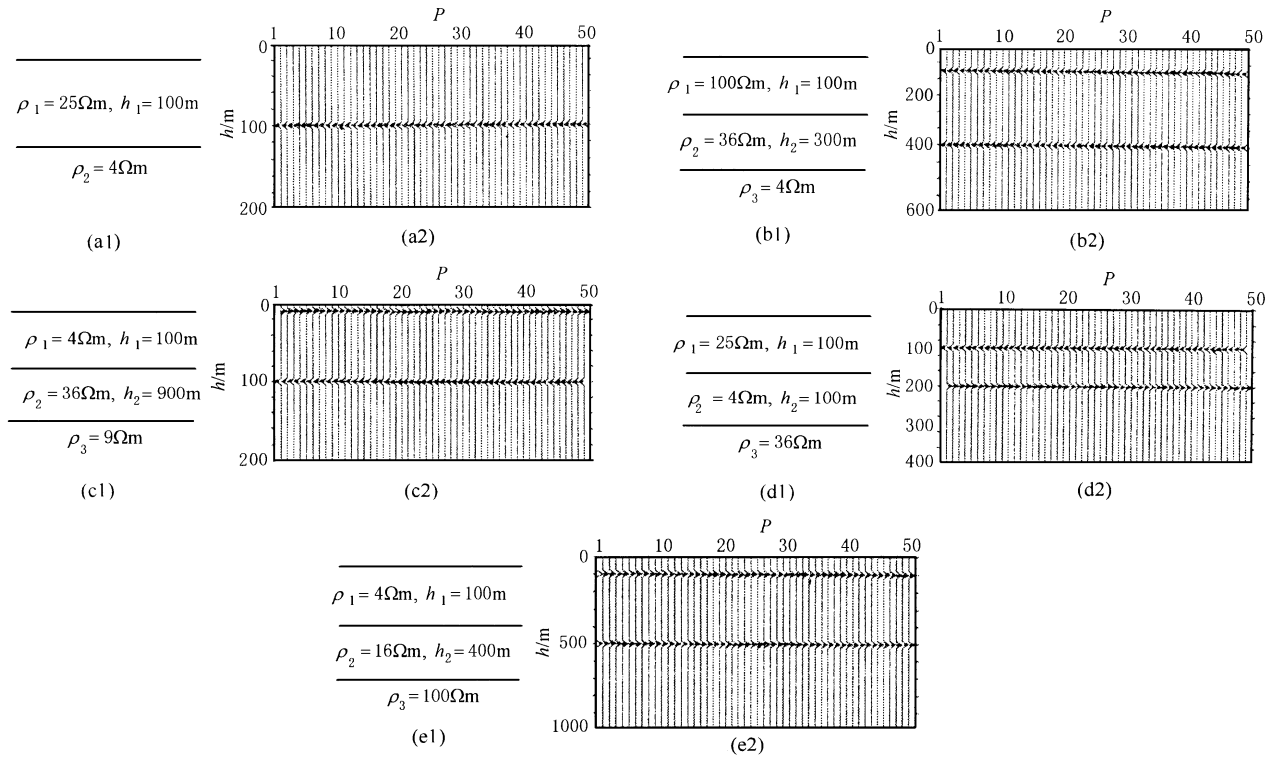 P
1 10 20 30 40 50
0
100
200
h/m
ρ1=25Ωm, h1=100m
ρ2=4Ωm
(a1)
(a2)
P
1 10 20 30 40 50
0
200
400
600
h/m
ρ1=100Ωm, h1=100m
ρ2=36Ωm, h2=300m
ρ3=4Ωm
(b1)
(b2)
P
1 10 20 30 40 50
0
100
200
h/m
ρ1=4Ωm, h1=100m
ρ2=36Ωm, h2=900m
ρ3=9Ωm
(c1)
(c2)
P
1 10 20 30 40 50
0
100
200
300
400
h/m
ρ1=25Ωm, h1=100m
ρ2=4Ωm, h2=100m
ρ3=36Ωm
(d1)
(d2)
P
1 10 20 30 40 50
0
500
1000
h/m
ρ1=4Ωm, h1=100m
ρ2=16Ωm, h2=400m
ρ3=100Ωm
(e1)
(e2)